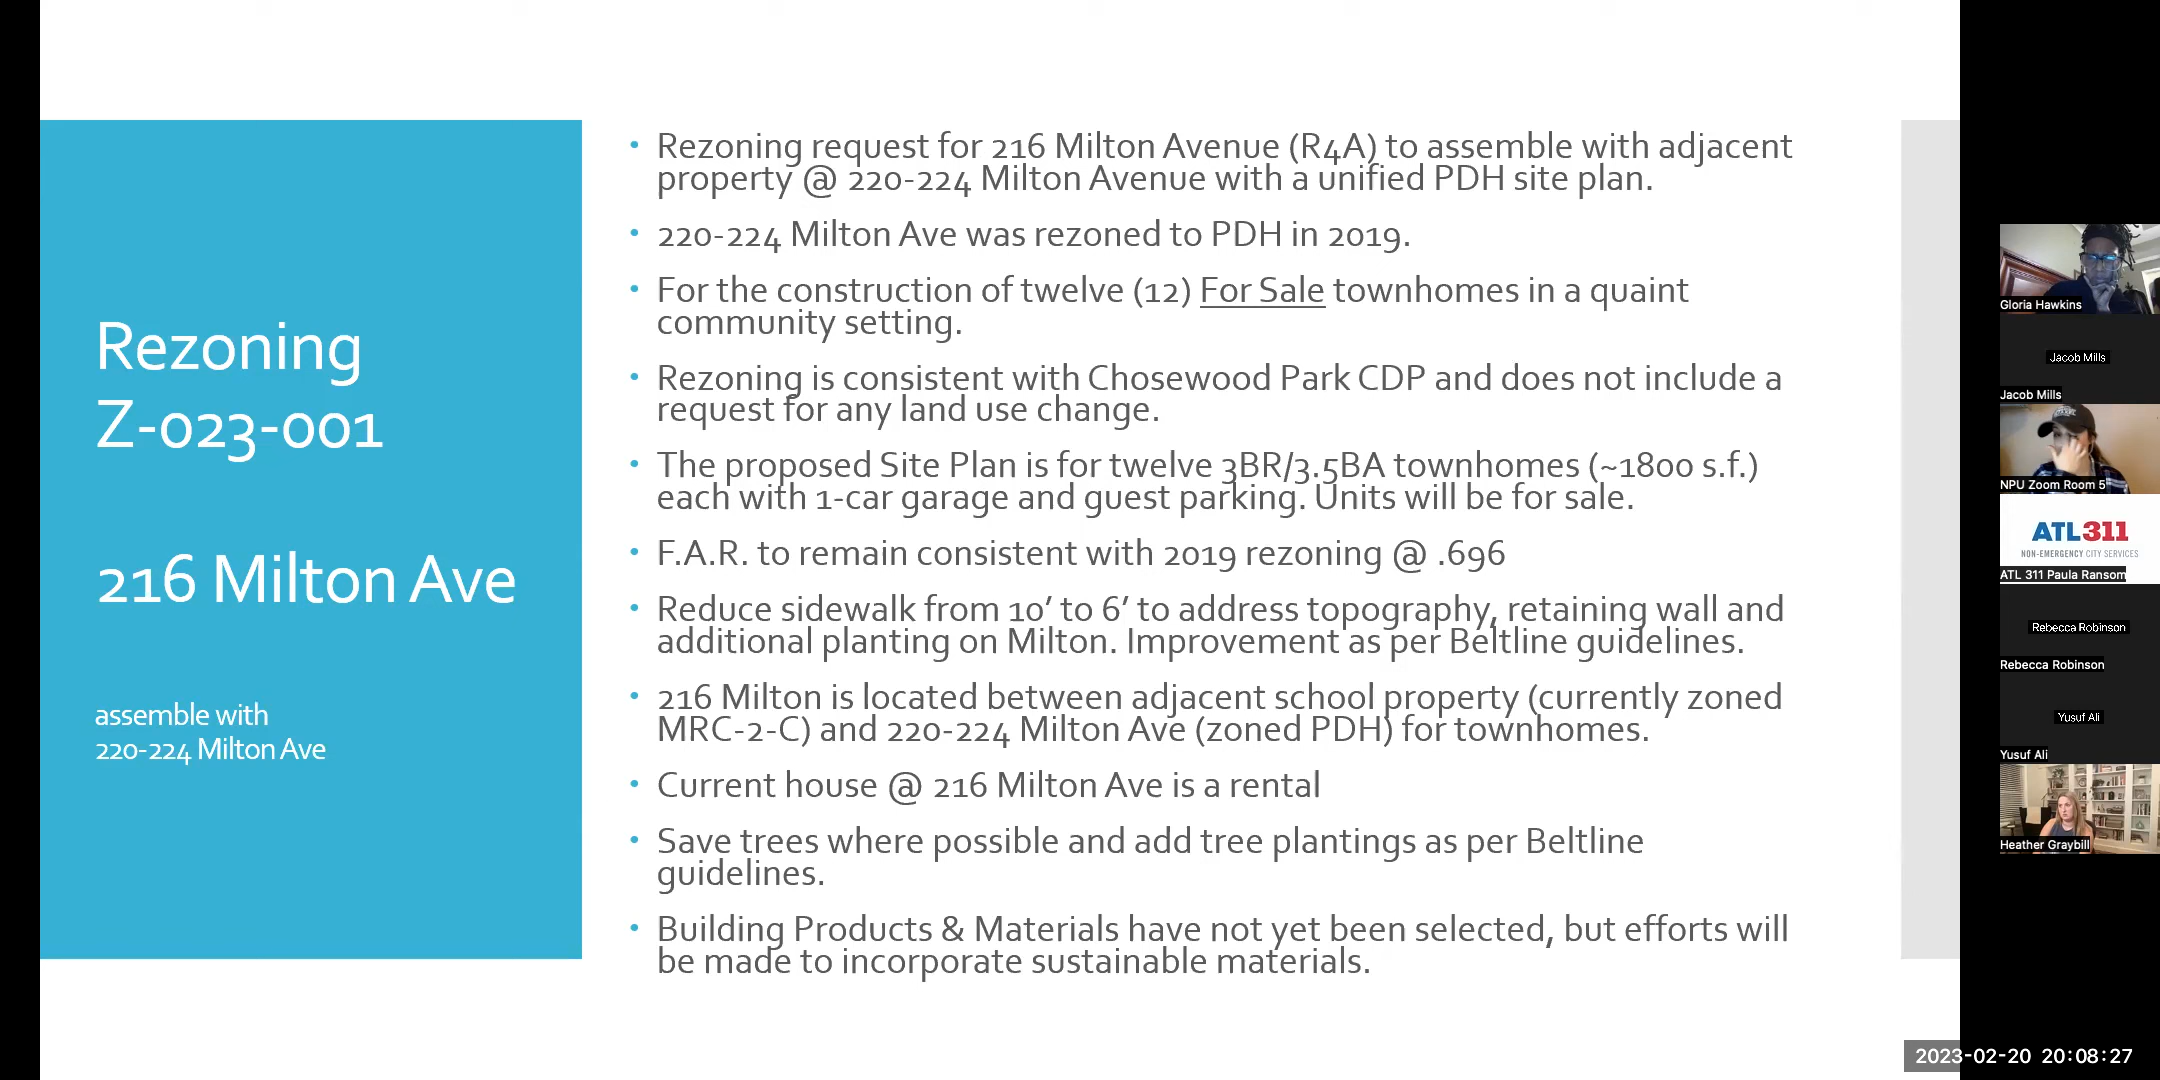 Rezoning
Z-023-001
216 Milton Ave
assemble with
220-224 Milton Ave
• Rezoning request for 216 Milton Avenue (R4A) to assemble with adjacent
property @ 220-224 Milton Avenue with a unified PDH site plan.
• 220-224 Milton Ave was rezoned to PDH in 2019.
• For the construction of twelve (12) For Sale townhomes in a quaint
community setting.
• Rezoning is consistent with Chosewood Park CDP and does not include a
request for any land use change.
• The proposed Site Plan is for twelve 3BR/3.5BA townhomes (~1800 s.f.)
each with 1-car garage and guest parking. Units will be for sale.
• F.A.R. to remain consistent with 2019 rezoning @ .696
• Reduce sidewalk from 10’ to 6’ to address topography, retaining wall and
additional planting on Milton. Improvement as per Beltline guidelines.
• 216 Milton is located between adjacent school property (currently zoned
MRC-2-C) and 220-224 Milton Ave (zoned PDH) for townhomes.
• Current house @ 216 Milton Ave is a rental
• Save trees where possible and add tree plantings as per Beltline
guidelines.
• Building Products & Materials have not yet been selected, but efforts will
be made to incorporate sustainable materials.
Gloria Hawkins
Jacob Mills
Jacob Mills
NPU Zoom Room 5
ATL311
NON-EMERGENCY CITY SERVICES
ATL 311 Paula Ransom
Rebecca Robinson
Rebecca Robinson
Yusuf Ali
Yusuf Ali
Heather Graybill
2023-02-20 20:08:27